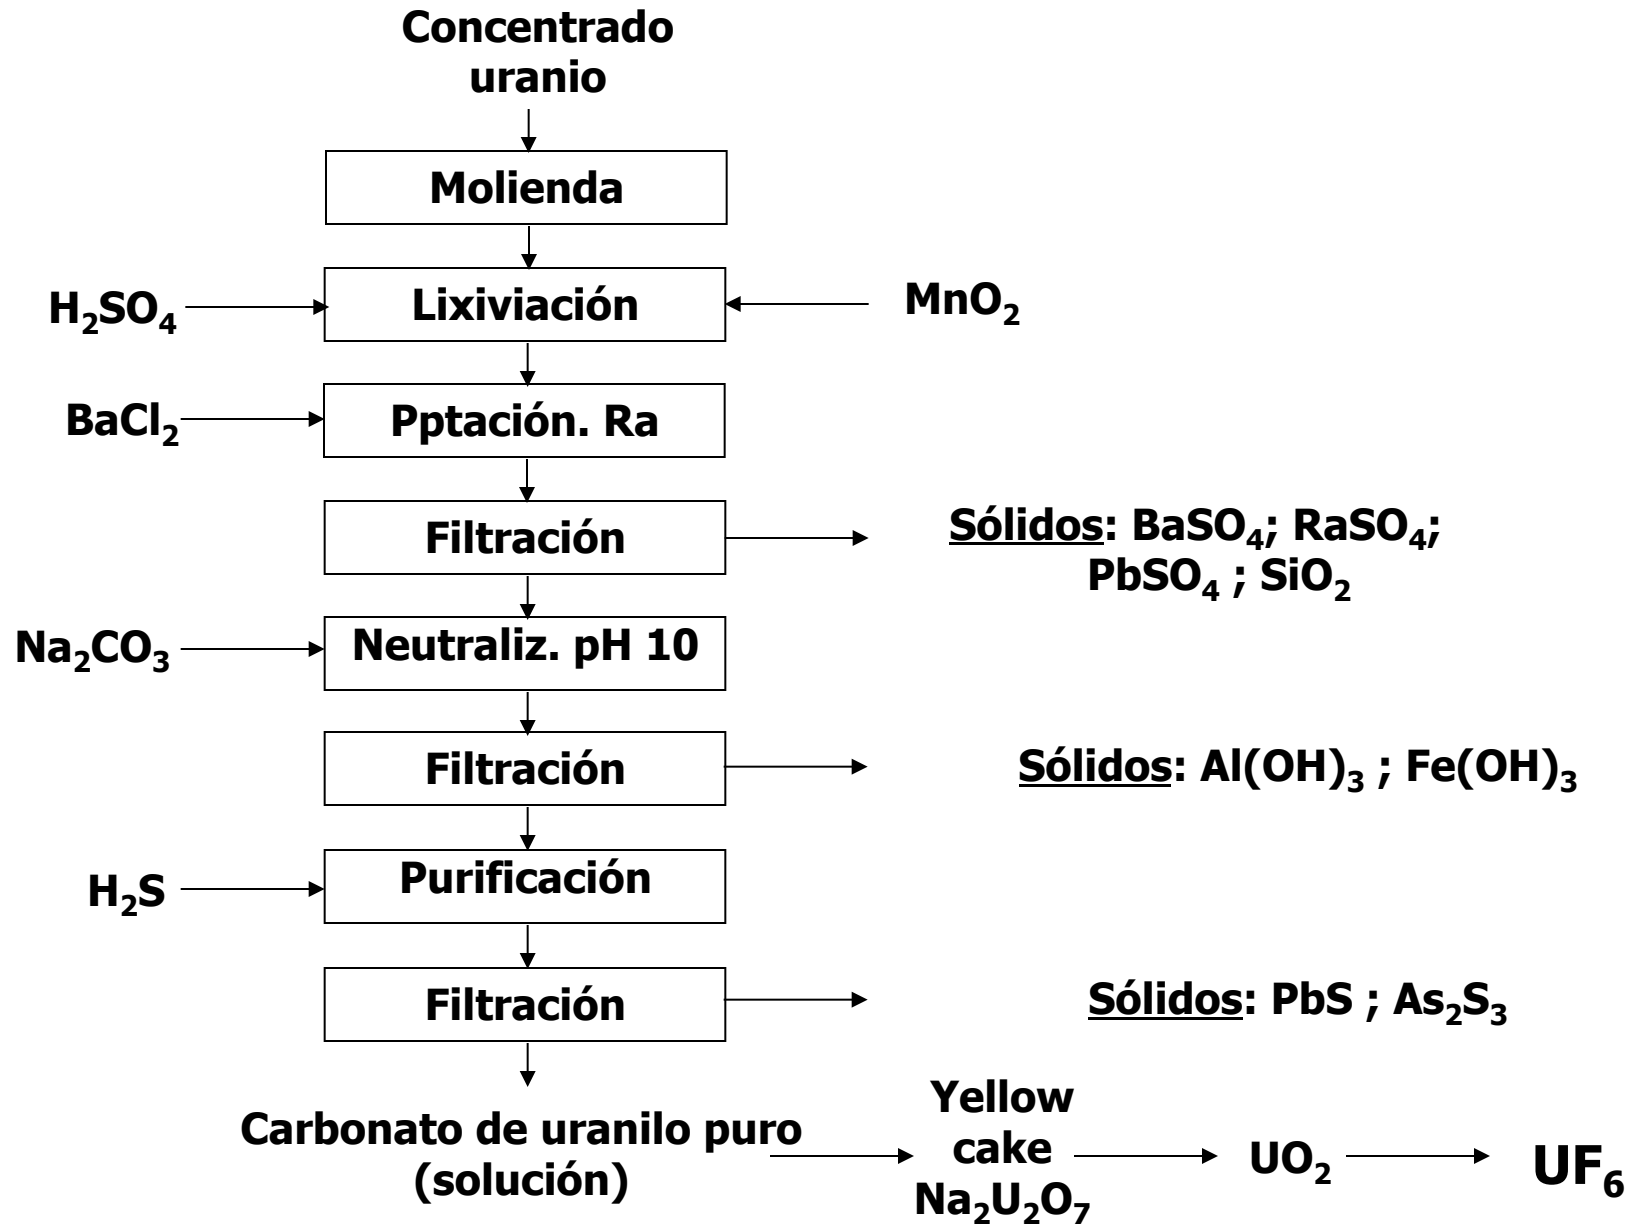 Concentrado
uranio
Molienda
H₂SO₄
Lixiviación
MnO₂
BaCl₂
Pptación. Ra
Filtración
Sólidos: BaSO₄; RaSO₄;
PbSO₄ ; SiO₂
Na₂CO₃
Neutraliz. pH 10
Filtración
Sólidos: Al(OH)₃ ; Fe(OH)₃
H₂S
Purificación
Filtración
Sólidos: PbS ; As₂S₃
Carbonato de uranilo puro
(solución)
Yellow
cake
Na₂U₂O₇
UO₂
UF₆